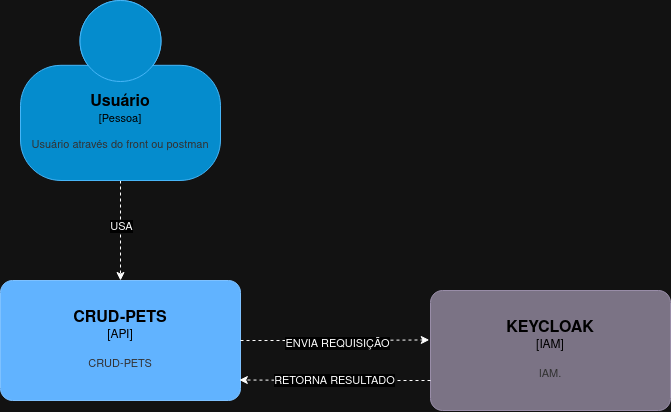 Usuário
[Pessoa]
Usuário através do front ou postman
USA
CRUD-PETS
[API]
CRUD-PETS
ENVIA REQUISIÇÃO
RETORNA RESULTADO
KEYCLOAK
[IAM]
IAM.